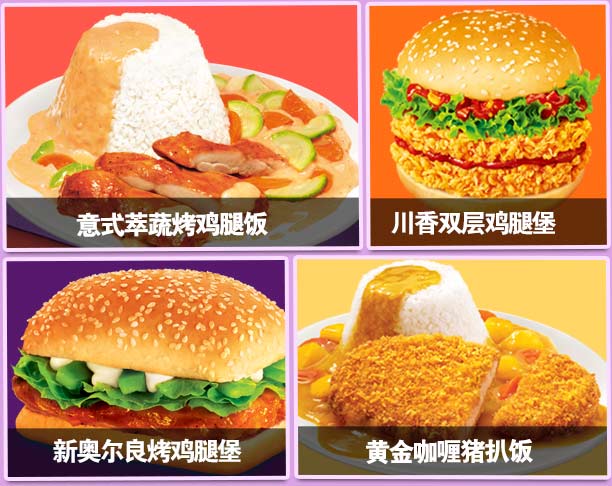 意式萃蔬烤鸡腿饭
川香双层鸡腿堡
新奥尔良烤鸡腿堡
黄金咖喱猪扒饭